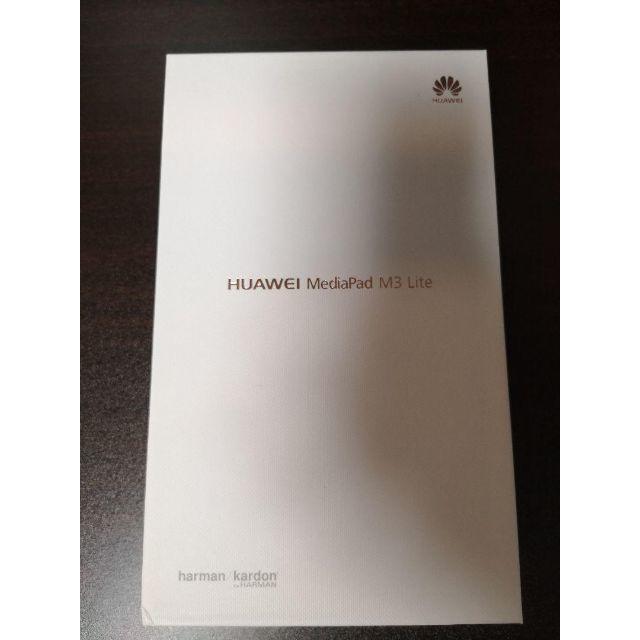 HUAWEI
HUAWEI MediaPad M3 Lite
harman/kardon
by HARMAN